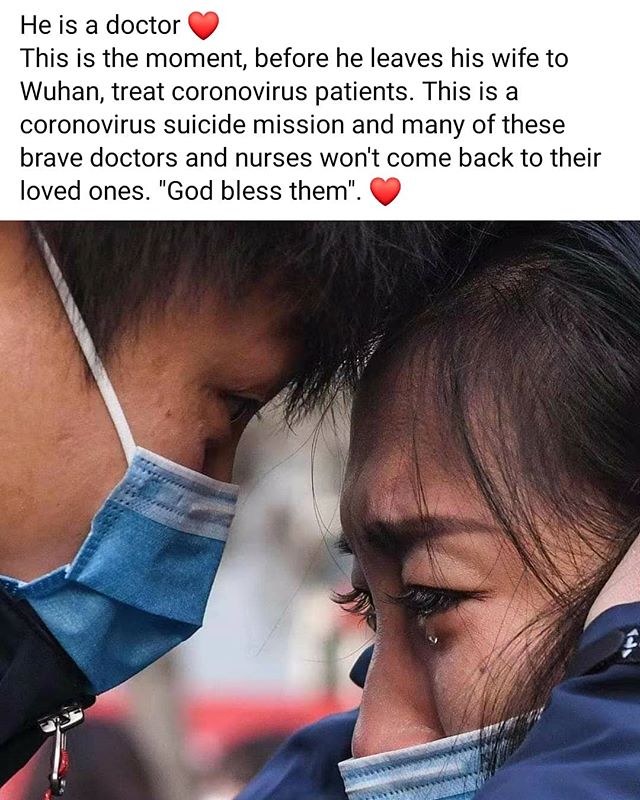 He is a doctor ❤️
This is the moment, before he leaves his wife to
Wuhan, treat coronovirus patients. This is a
coronovirus suicide mission and many of these
brave doctors and nurses won't come back to their
loved ones. "God bless them". ❤️